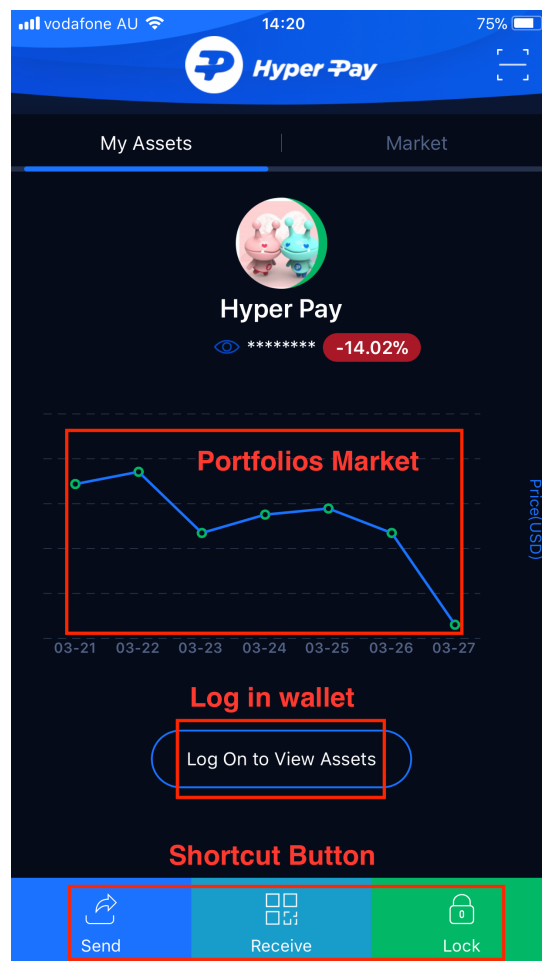 vodafone AU 14:20 75%
Hyper Pay
My Assets Market
Hyper Pay
******** -14.02%
Portfolios Market
Price(USD)
03-21 03-22 03-23 03-24 03-25 03-26 03-27
Log in wallet
Log On to View Assets
Shortcut Button
Send Receive Lock